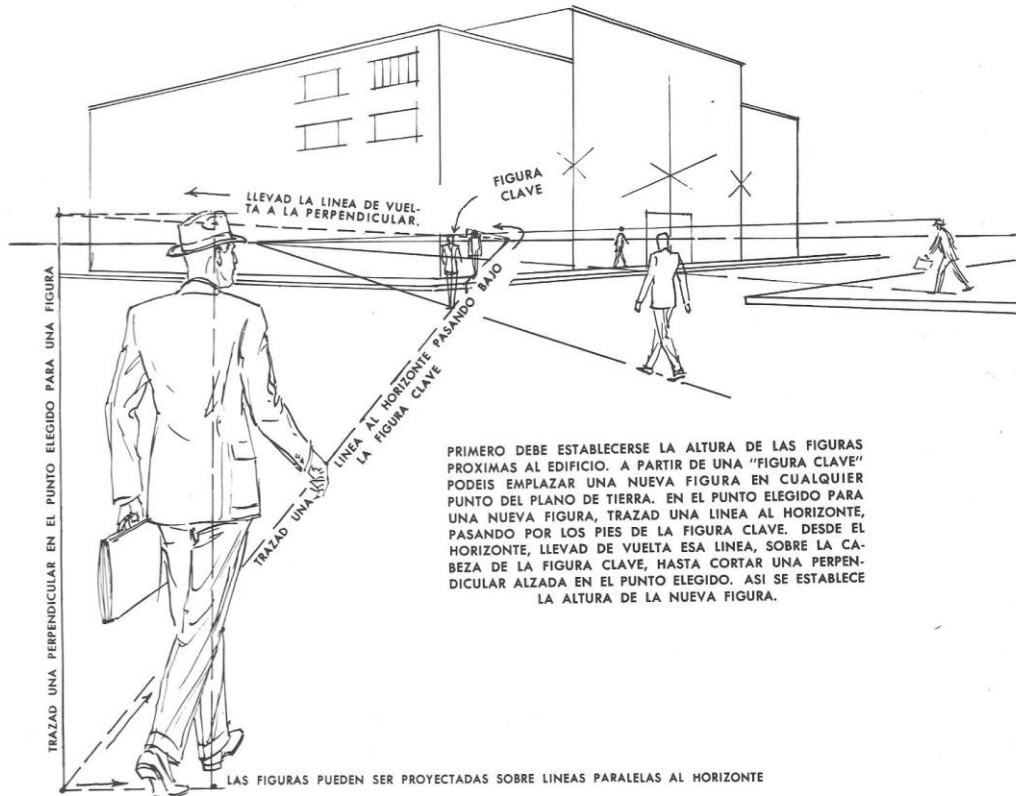 LLEVAD LA LINEA DE VUEL-
TA A LA PERPENDICULAR.
FIGURA
CLAVE
TRAZAD UNA PERPENDICULAR EN EL PUNTO ELEGIDO PARA UNA FIGURA
TRAZAD UNA LINEA AL HORIZONTE PASANDO BAJO
LA FIGURA CLAVE
PRIMERO DEBE ESTABLECERSE LA ALTURA DE LAS FIGURAS
PROXIMAS AL EDIFICIO. A PARTIR DE UNA "FIGURA CLAVE"
PODEIS EMPLAZAR UNA NUEVA FIGURA EN CUALQUIER
PUNTO DEL PLANO DE TIERRA. EN EL PUNTO ELEGIDO PARA
UNA NUEVA FIGURA, TRAZAD UNA LINEA AL HORIZONTE,
PASANDO POR LOS PIES DE LA FIGURA CLAVE. DESDE EL
HORIZONTE, LLEVAD DE VUELTA ESA LINEA, SOBRE LA CA-
BEZA DE LA FIGURA CLAVE, HASTA CORTAR UNA PERPEN-
DICULAR ALZADA EN EL PUNTO ELEGIDO. ASI SE ESTABLECE
LA ALTURA DE LA NUEVA FIGURA.
LAS FIGURAS PUEDEN SER PROYECTADAS SOBRE LINEAS PARALELAS AL HORIZONTE